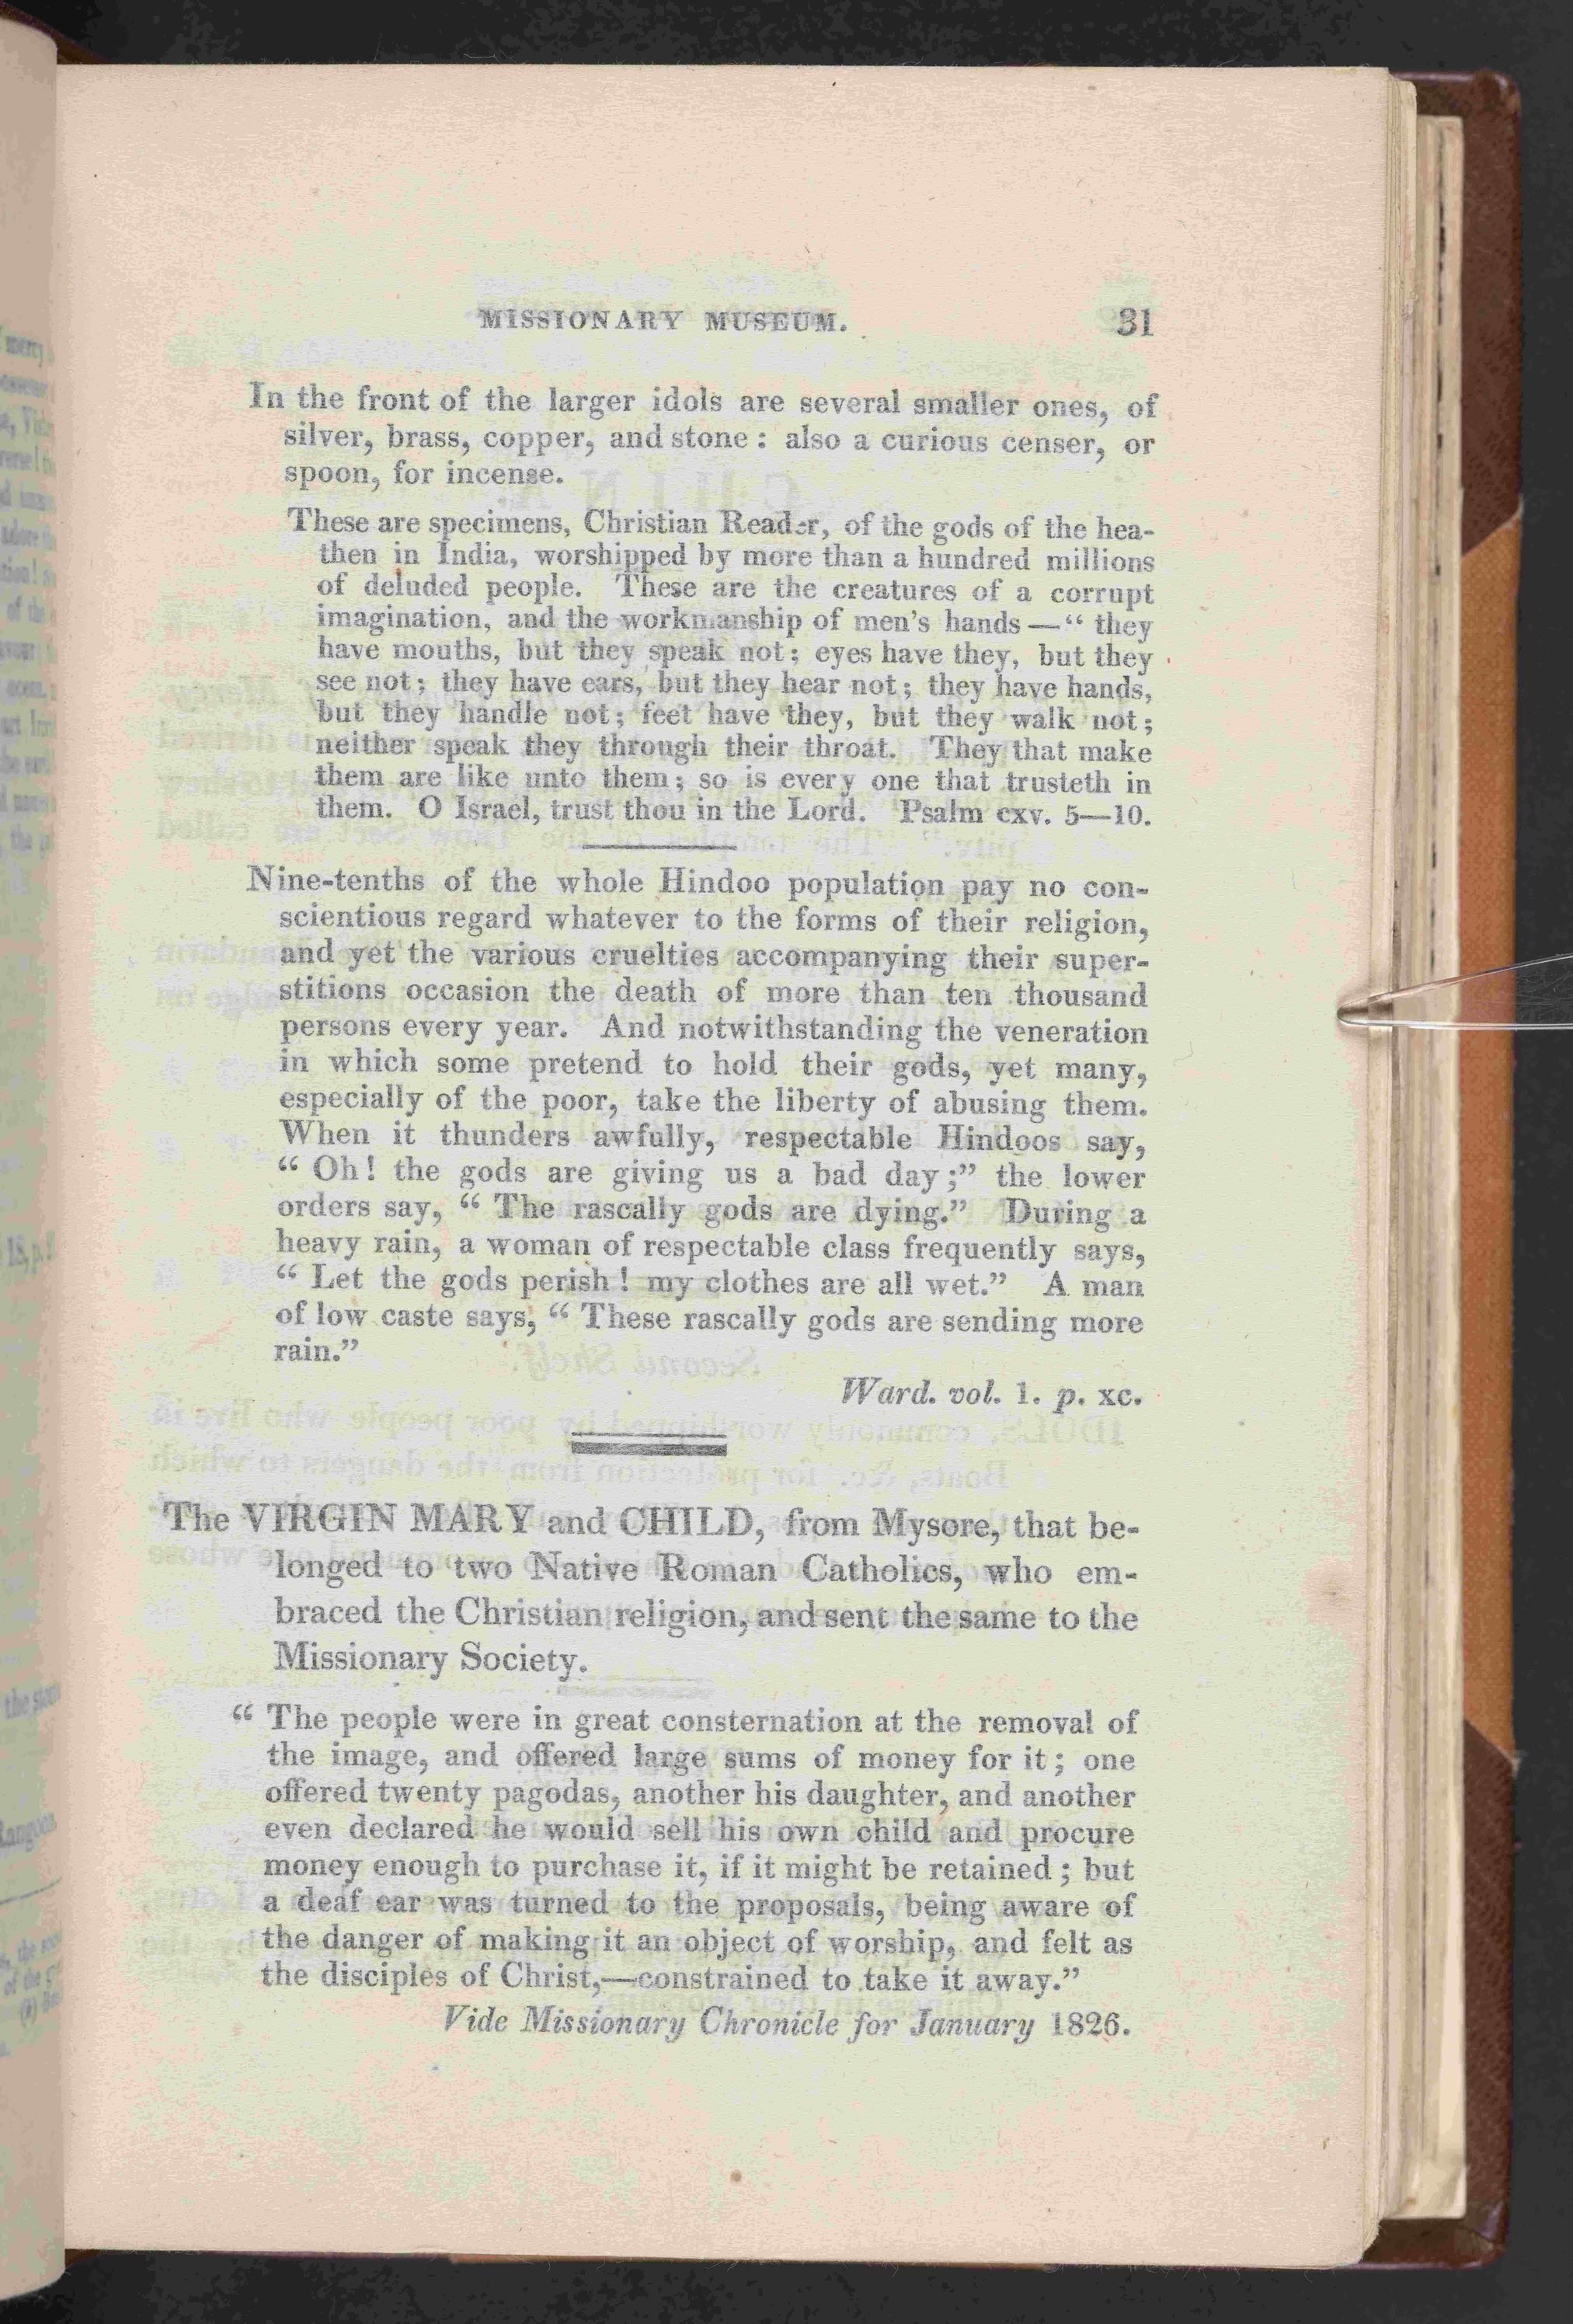 MISSIONARY MUSEUM. 31
In the front of the larger idols are several smaller ones, of
silver, brass, copper, and stone : also a curious censer, or
spoon, for incense.
These are specimens, Christian Reader, of the gods of the hea-
then in India, worshipped by more than a hundred millions
of deluded people. These are the creatures of a corrupt
imagination, and the workmanship of men's hands—“ they
have mouths, but they speak not ; eyes have they, but they
see not ; they have ears, but they hear not ; they have hands,
but they handle not ; feet have they, but they walk not ;
neither speak they through their throat. They that make
them are like unto them ; so is every one that trusteth in
them. O Israel, trust thou in the Lord. Psalm cxv. 5—10.
Nine-tenths of the whole Hindoo population pay no con-
scientious regard whatever to the forms of their religion,
and yet the various cruelties accompanying their super-
stitions occasion the death of more than ten thousand
persons every year. And notwithstanding the veneration
in which some pretend to hold their gods, yet many,
especially of the poor, take the liberty of abusing them.
When it thunders awfully, respectable Hindoos say,
“ Oh! the gods are giving us a bad day ;” the lower
orders say, “ The rascally gods are dying.” During a
heavy rain, a woman of respectable class frequently says,
“ Let the gods perish ! my clothes are all wet.” A man
of low caste says, “ These rascally gods are sending more
rain.”
Ward. vol. 1. p. xc.
The VIRGIN MARY and CHILD, from Mysore, that be-
longed to two Native Roman Catholics, who em-
braced the Christian religion, and sent the same to the
Missionary Society.
“ The people were in great consternation at the removal of
the image, and offered large sums of money for it ; one
offered twenty pagodas, another his daughter, and another
even declared he would sell his own child and procure
money enough to purchase it, if it might be retained ; but
a deaf ear was turned to the proposals, being aware of
the danger of making it an object of worship, and felt as
the disciples of Christ,—constrained to take it away.”
Vide Missionary Chronicle for January 1826.